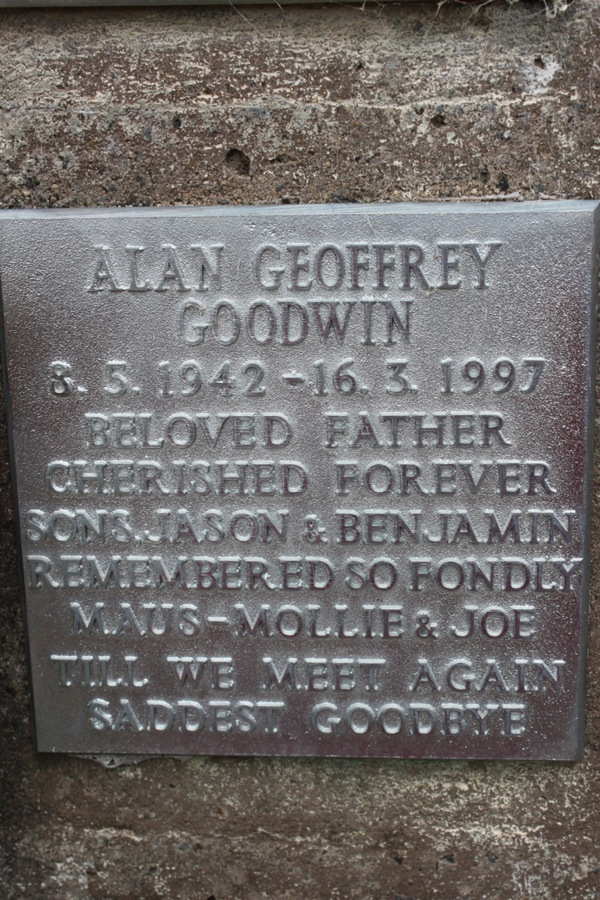 ALAN GEOFFREY
GOODWIN
8. 5. 1942 - 16. 3. 1997
BELOVED FATHER
CHERISHED FOREVER
SONS. JASON & BENJAMIN
REMEMBERED SO FONDLY
MAUS-MOLLIE & JOE
TILL WE MEET AGAIN
SADDEST GOODBYE